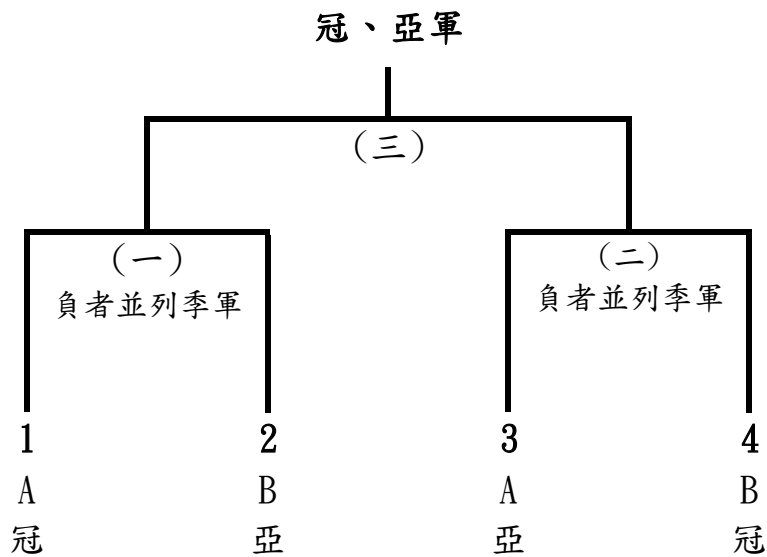 冠、亞軍
(三)
(一) (二)
負者並列季軍 負者並列季軍
1 2 3 4
A B A B
冠 亞 亞 冠